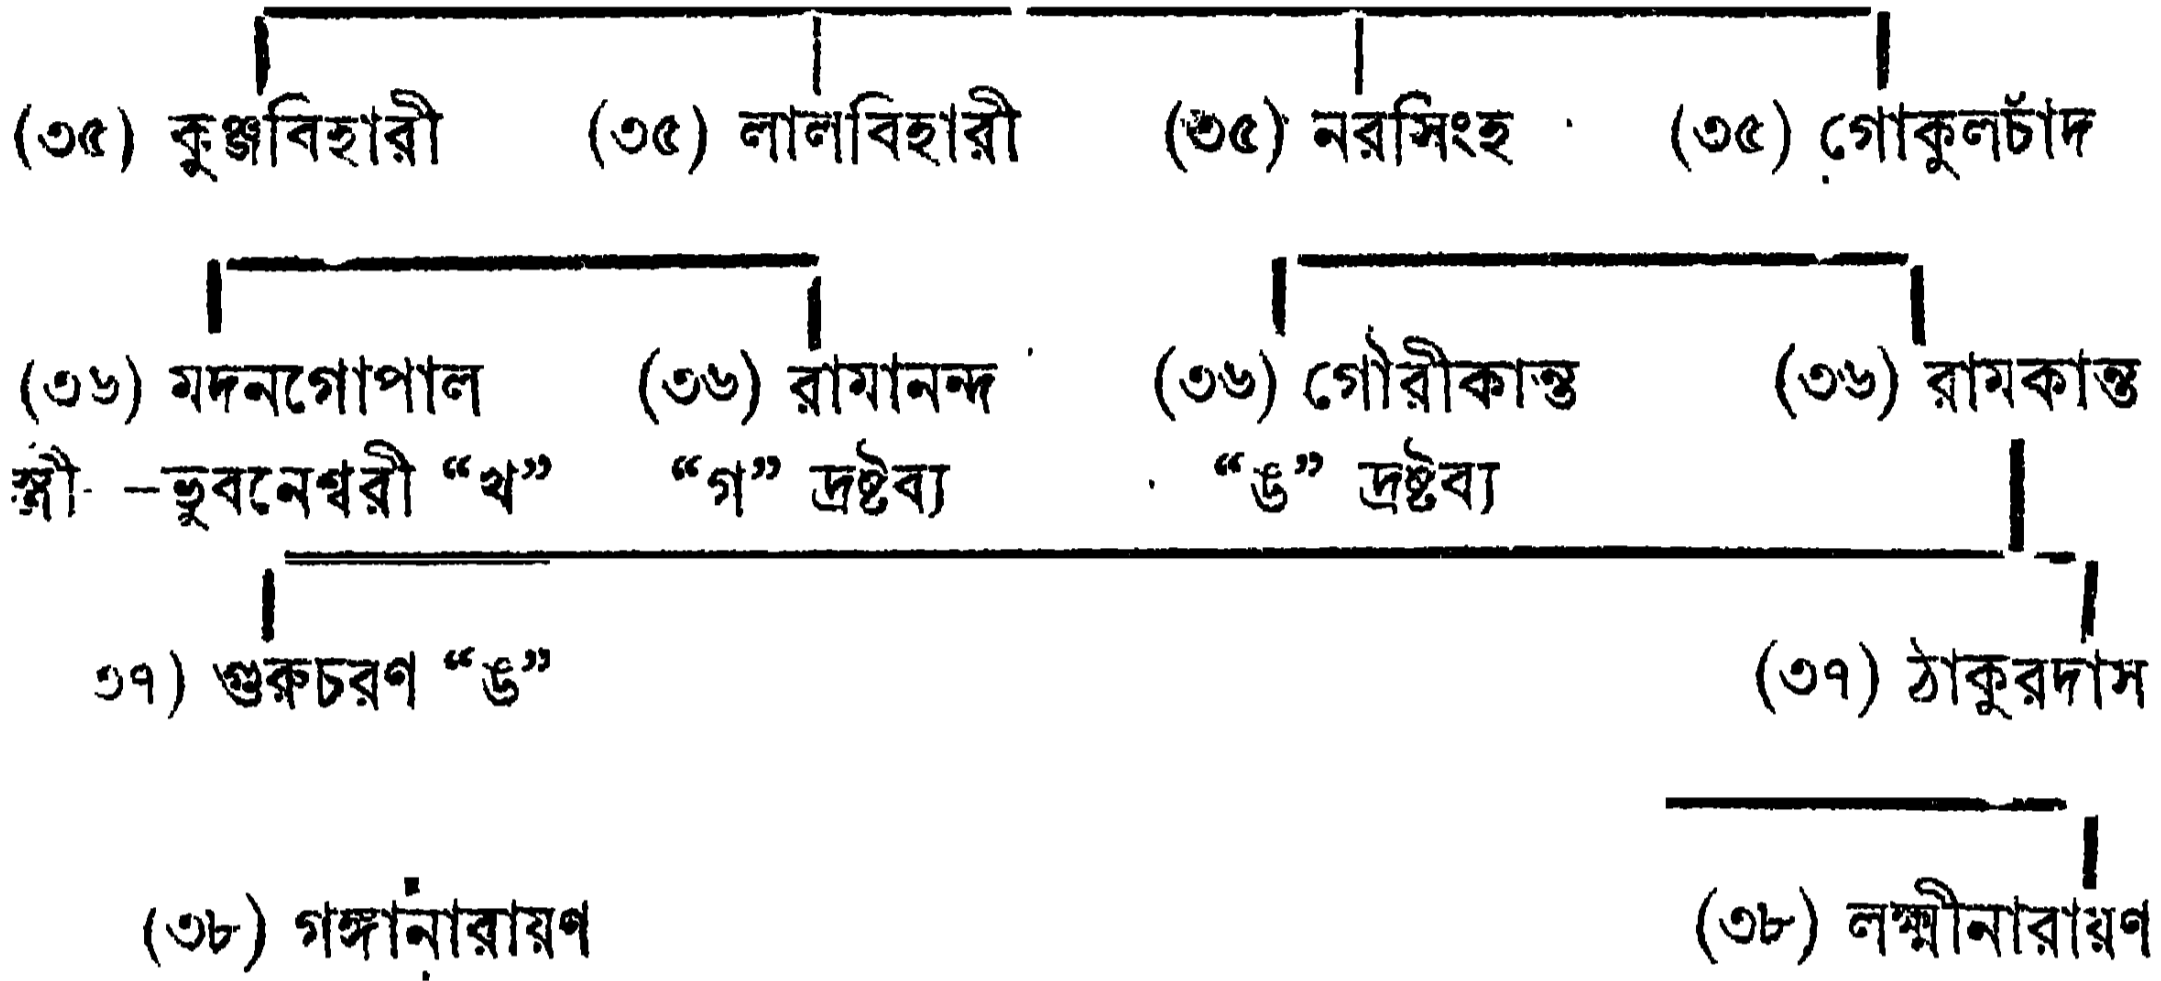 (৩৫) কুঞ্জবিহারী (৩৫) লালবিহারী (৩৫) নরসিংহ (৩৫) গোকুলচাঁদ
(৩৬) মদনগোপাল (৩৬) রামানন্দ (৩৬) গৌরীকান্ত (৩৬) রামকান্ত
স্ত্রী –ভুবনেশ্বরী “খ” “গ” দ্রষ্টব্য “ঙ” দ্রষ্টব্য
৩৭) গুরুচরণ “ঙ” (৩৭) ঠাকুরদাস
(৩৮) গঙ্গানারায়ণ (৩৮) লক্ষ্মীনারায়ণ